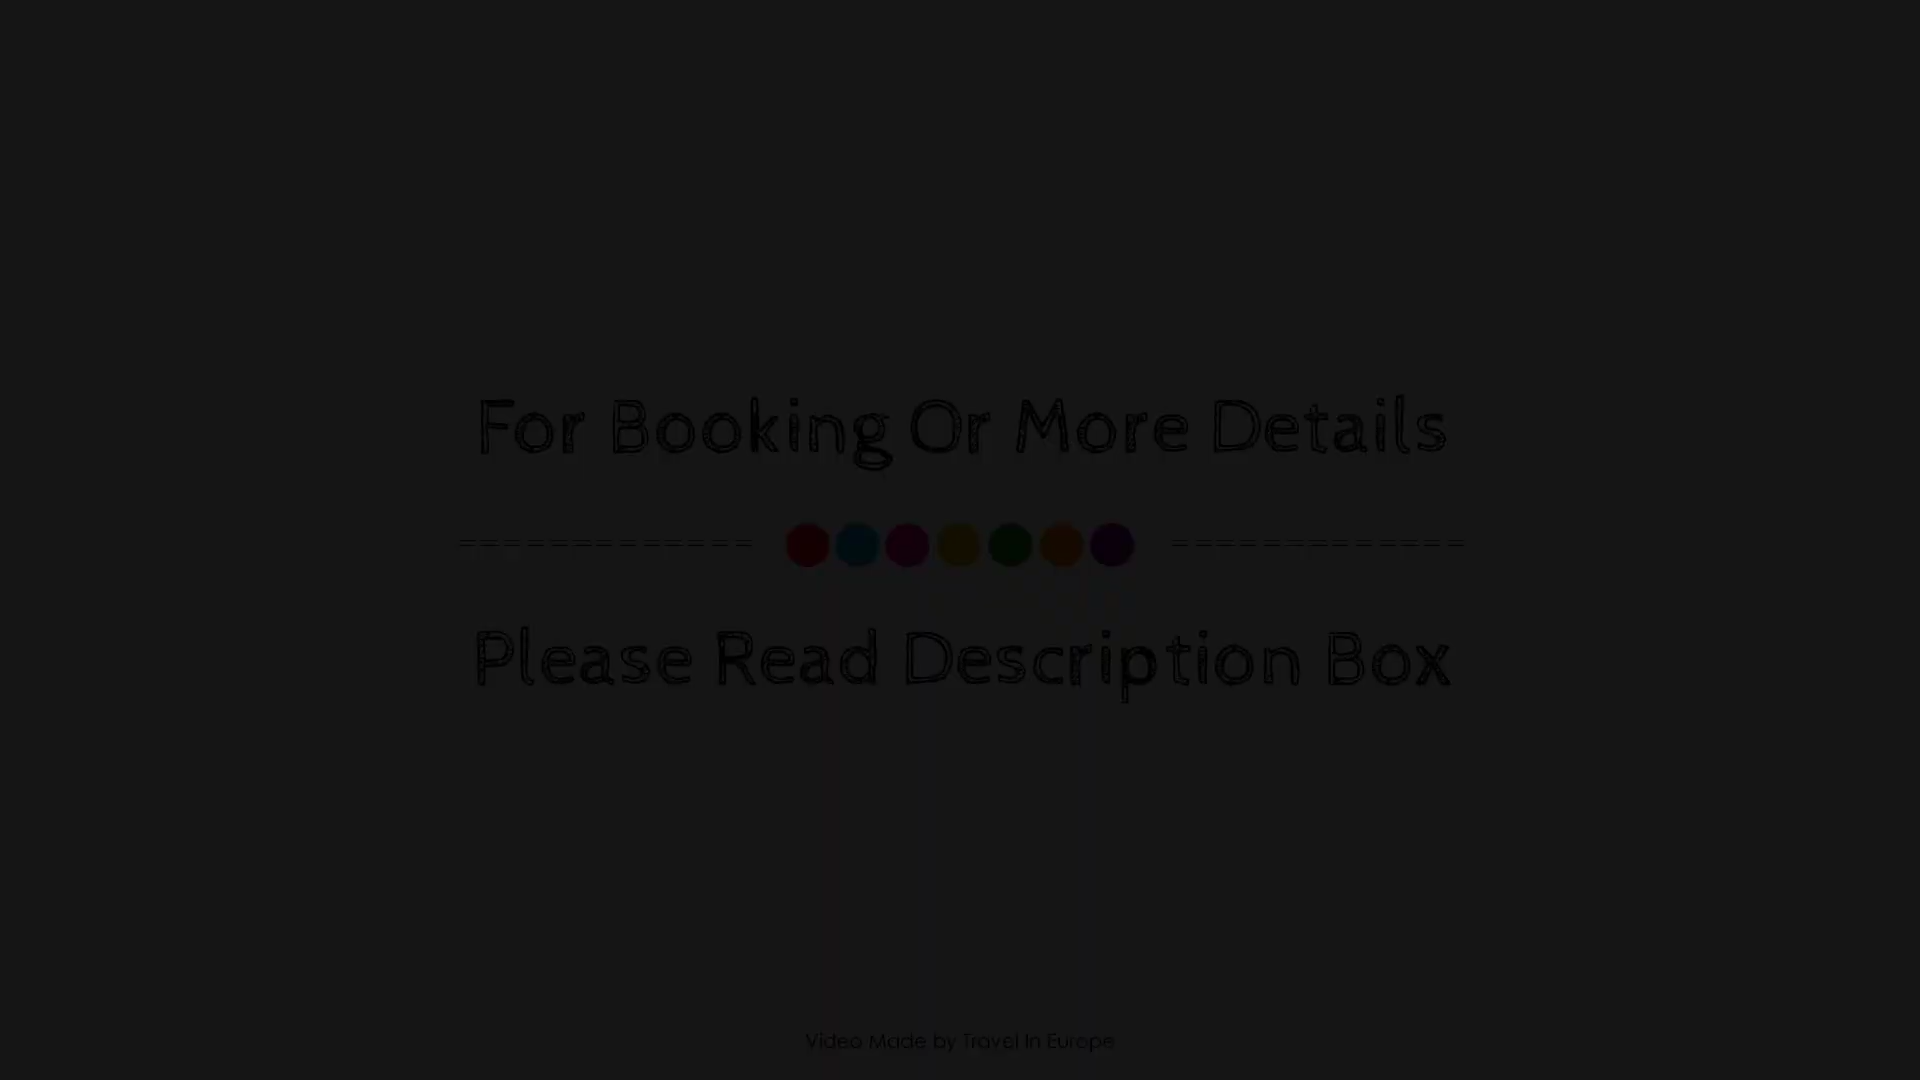 For Booking Or More Details
============= =============
Please Read Description Box
Video Made by Travel In Europe